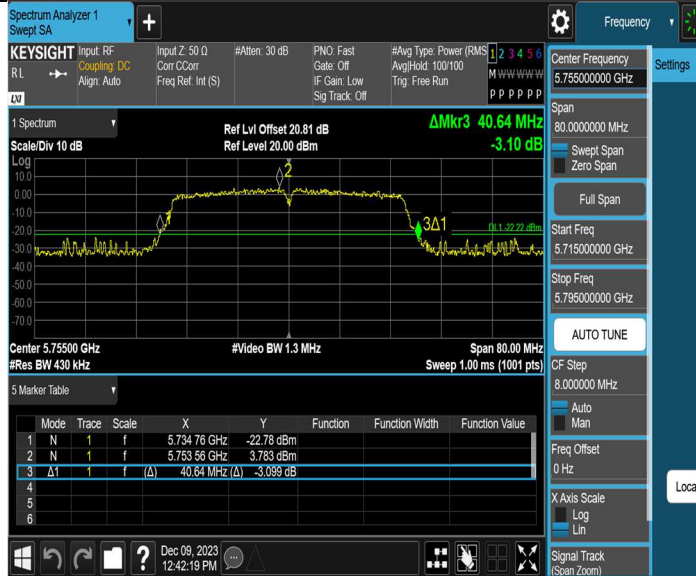 Spectrum Analyzer 1
Swept SA
+
Frequency
KEYSIGHT
RL
LXI
Input: RF
Coupling: DC
Align: Auto
Input Z: 50 Ω
Corr CCorr
Freq Ref: Int (S)
#Atten: 30 dB
PNO: Fast
Gate: Off
IF Gain: Low
Sig Track: Off
#Avg Type: Power (RMS
Avg|Hold: 100/100
Trig: Free Run
1 2 3 4 5 6
M W W W W W
P P P P P P
1 Spectrum
Scale/Div 10 dB
Log
Ref Lvl Offset 20.81 dB
Ref Level 20.00 dBm
ΔMkr3 40.64 MHz
-3.10 dB
10.0
0.00
-10.0
-20.0
-30.0
-40.0
-50.0
-60.0
-70.0
2
3Δ1
DL1 -22.22 dBm
Center 5.75500 GHz
#Video BW 1.3 MHz
Span 80.00 MHz
#Res BW 430 kHz
Sweep 1.00 ms (1001 pts)
5 Marker Table
Mode Trace Scale X Y Function Function Width Function Value
1 N 1 f 5.734 76 GHz -22.78 dBm
2 N 1 f 5.753 56 GHz 3.783 dBm
3 Δ1 1 f (Δ) 40.64 MHz (Δ) -3.099 dB
4
5
6
Dec 09, 2023
12:42:19 PM
Center Frequency
5.755000000 GHz
Span
80.0000000 MHz
Swept Span
Zero Span
Full Span
Start Freq
5.715000000 GHz
Stop Freq
5.795000000 GHz
AUTO TUNE
CF Step
8.000000 MHz
Auto
Man
Freq Offset
0 Hz
X Axis Scale
Log
Lin
Signal Track
(Span Zoom)
Settings
Loca